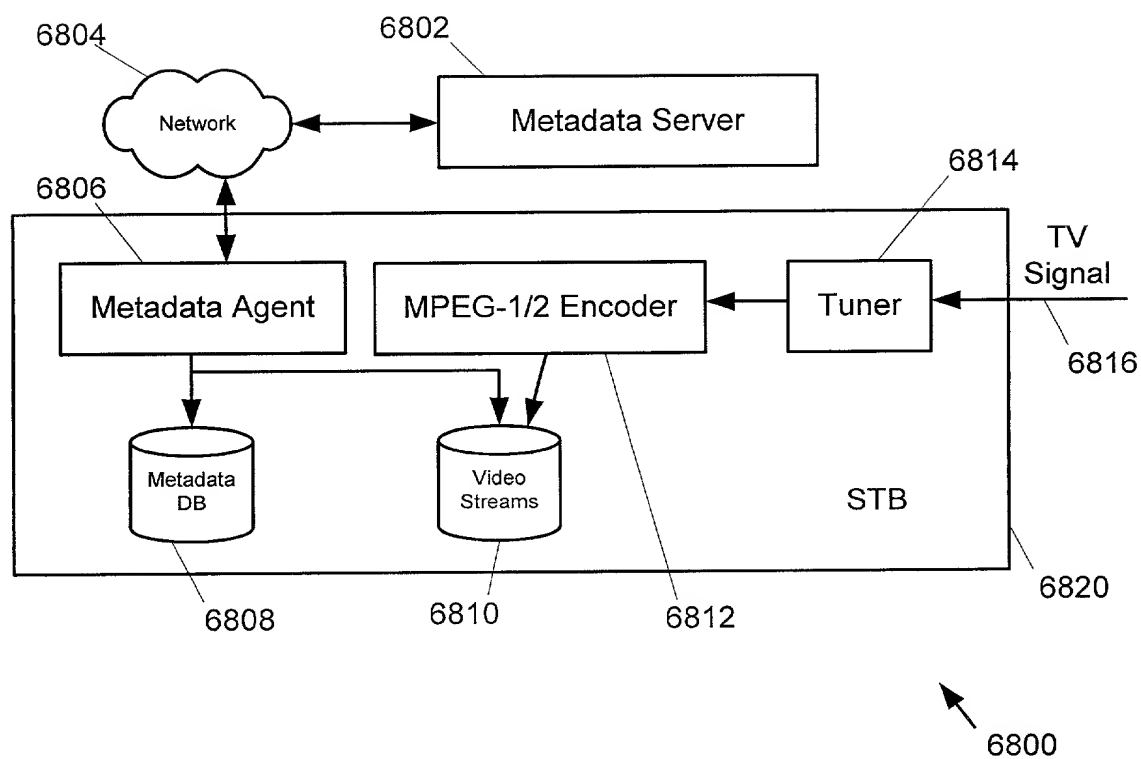 6804
6802
Network
Metadata Server
6806
6814
TV
Signal
Metadata Agent
MPEG-1/2 Encoder
Tuner
6816
Metadata
DB
Video
Streams
STB
6808
6810
6812
6820
6800